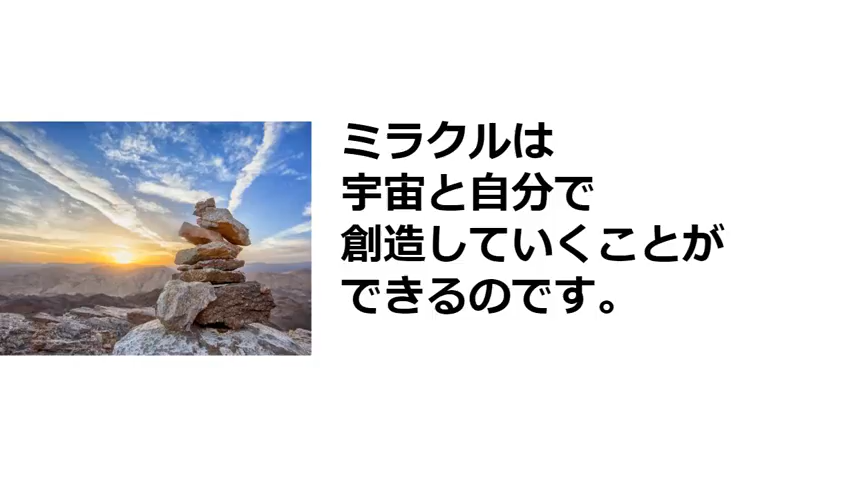 ミラクルは
宇宙と自分で
創造していくことが
できるのです。